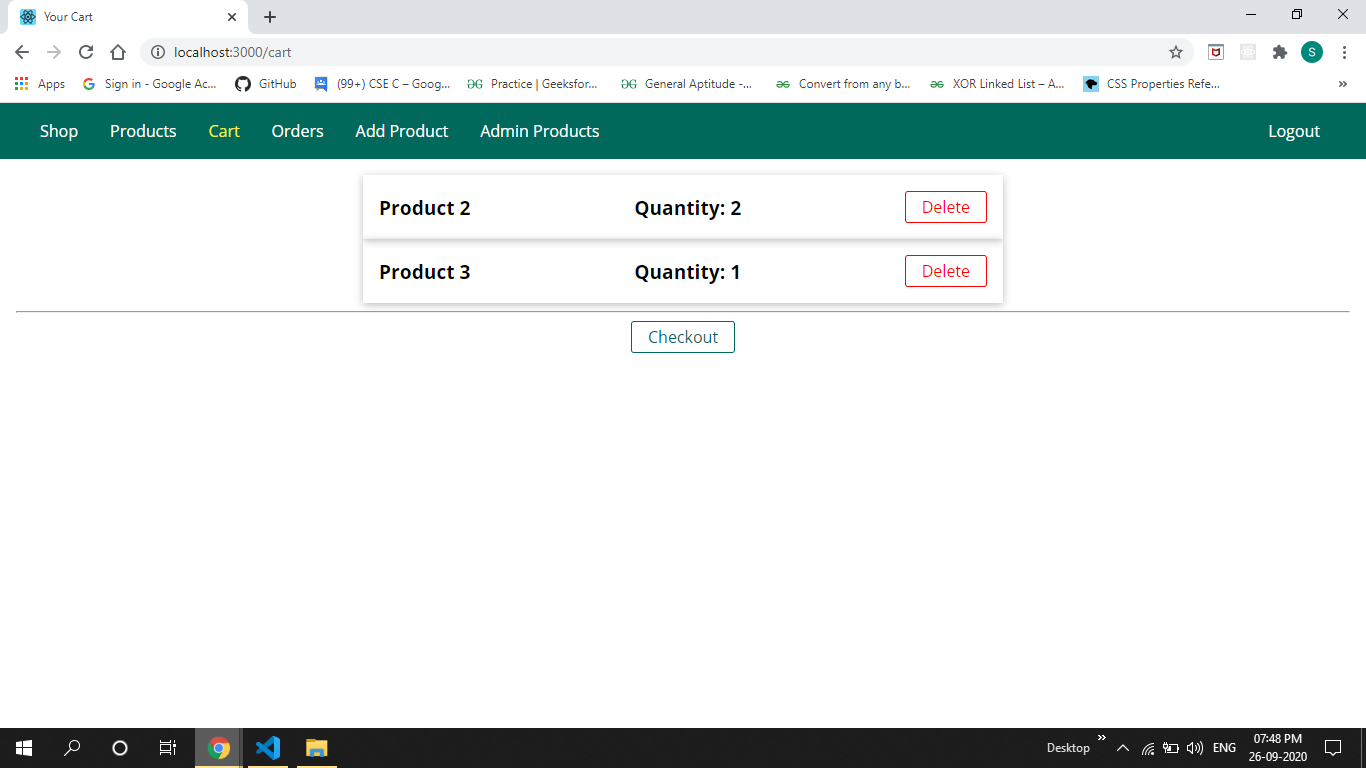 Your Cart
localhost:3000/cart
S
Apps Sign in - Google Ac... GitHub (99+) CSE C – Goog... Practice | Geeksfor... General Aptitude -... Convert from any b... XOR Linked List – A... CSS Properties Refe... »
Shop Products Cart Orders Add Product Admin Products Logout
Product 2 Quantity: 2 Delete
Product 3 Quantity: 1 Delete
Checkout
Desktop » ENG 07:48 PM
26-09-2020